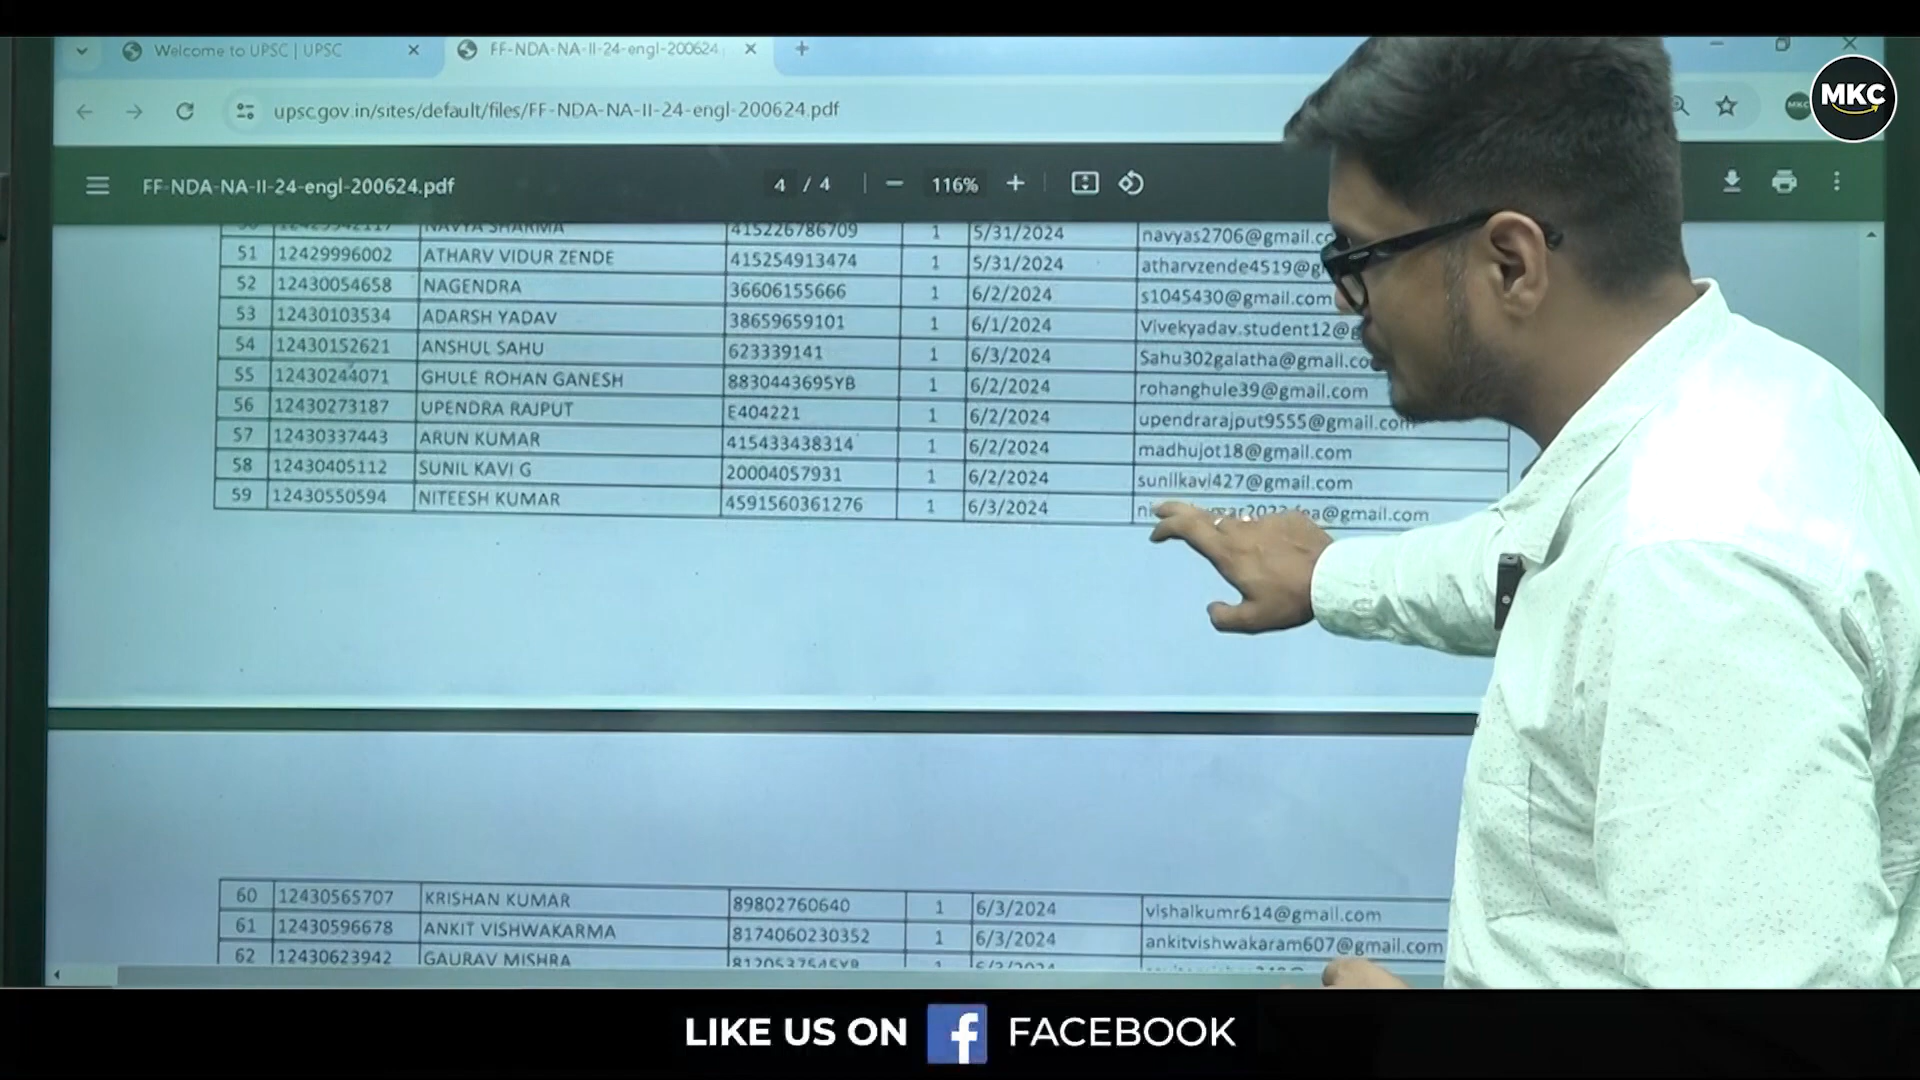 Welcome to UPSC | UPSC
FF-NDA-NA-II-24-engl-200624
upsc.gov.in/sites/default/files/FF-NDA-NA-II-24-engl-200624.pdf
MKC
FF-NDA-NA-II-24-engl-200624.pdf 4 / 4 116%
NAVYA SHARMA 415226786709 1 5/31/2024 navyas2706@gmail.co
51 12429996002 ATHARV VIDUR ZENDE 415254913474 1 5/31/2024 atharvzende4519@g
52 12430054658 NAGENDRA 36606155666 1 6/2/2024 s1045430@gmail.com
53 12430103534 ADARSH YADAV 38659659101 1 6/1/2024 Vivekyadav.student12@g
54 12430152621 ANSHUL SAHU 623339141 1 6/3/2024 Sahu302galatha@gmail.co
55 12430244071 GHULE ROHAN GANESH 8830443695YB 1 6/2/2024 rohanghule39@gmail.com
56 12430273187 UPENDRA RAJPUT E404221 1 6/2/2024 upendrarajput9555@gmail.com
57 12430337443 ARUN KUMAR 415433438314 1 6/2/2024 madhujot18@gmail.com
58 12430405112 SUNIL KAVI G 20004057931 1 6/2/2024 sunilkavi427@gmail.com
59 12430550594 NITEESH KUMAR 4591560361276 1 6/3/2024
60 12430565707 KRISHAN KUMAR 89802760640 1 6/3/2024 vishalkumr614@gmail.com
61 12430596678 ANKIT VISHWAKARMA 8174060230352 1 6/3/2024 ankitvishwakaram607@gmail.com
62 12430623942 GAURAV MISHRA
LIKE US ON f FACEBOOK